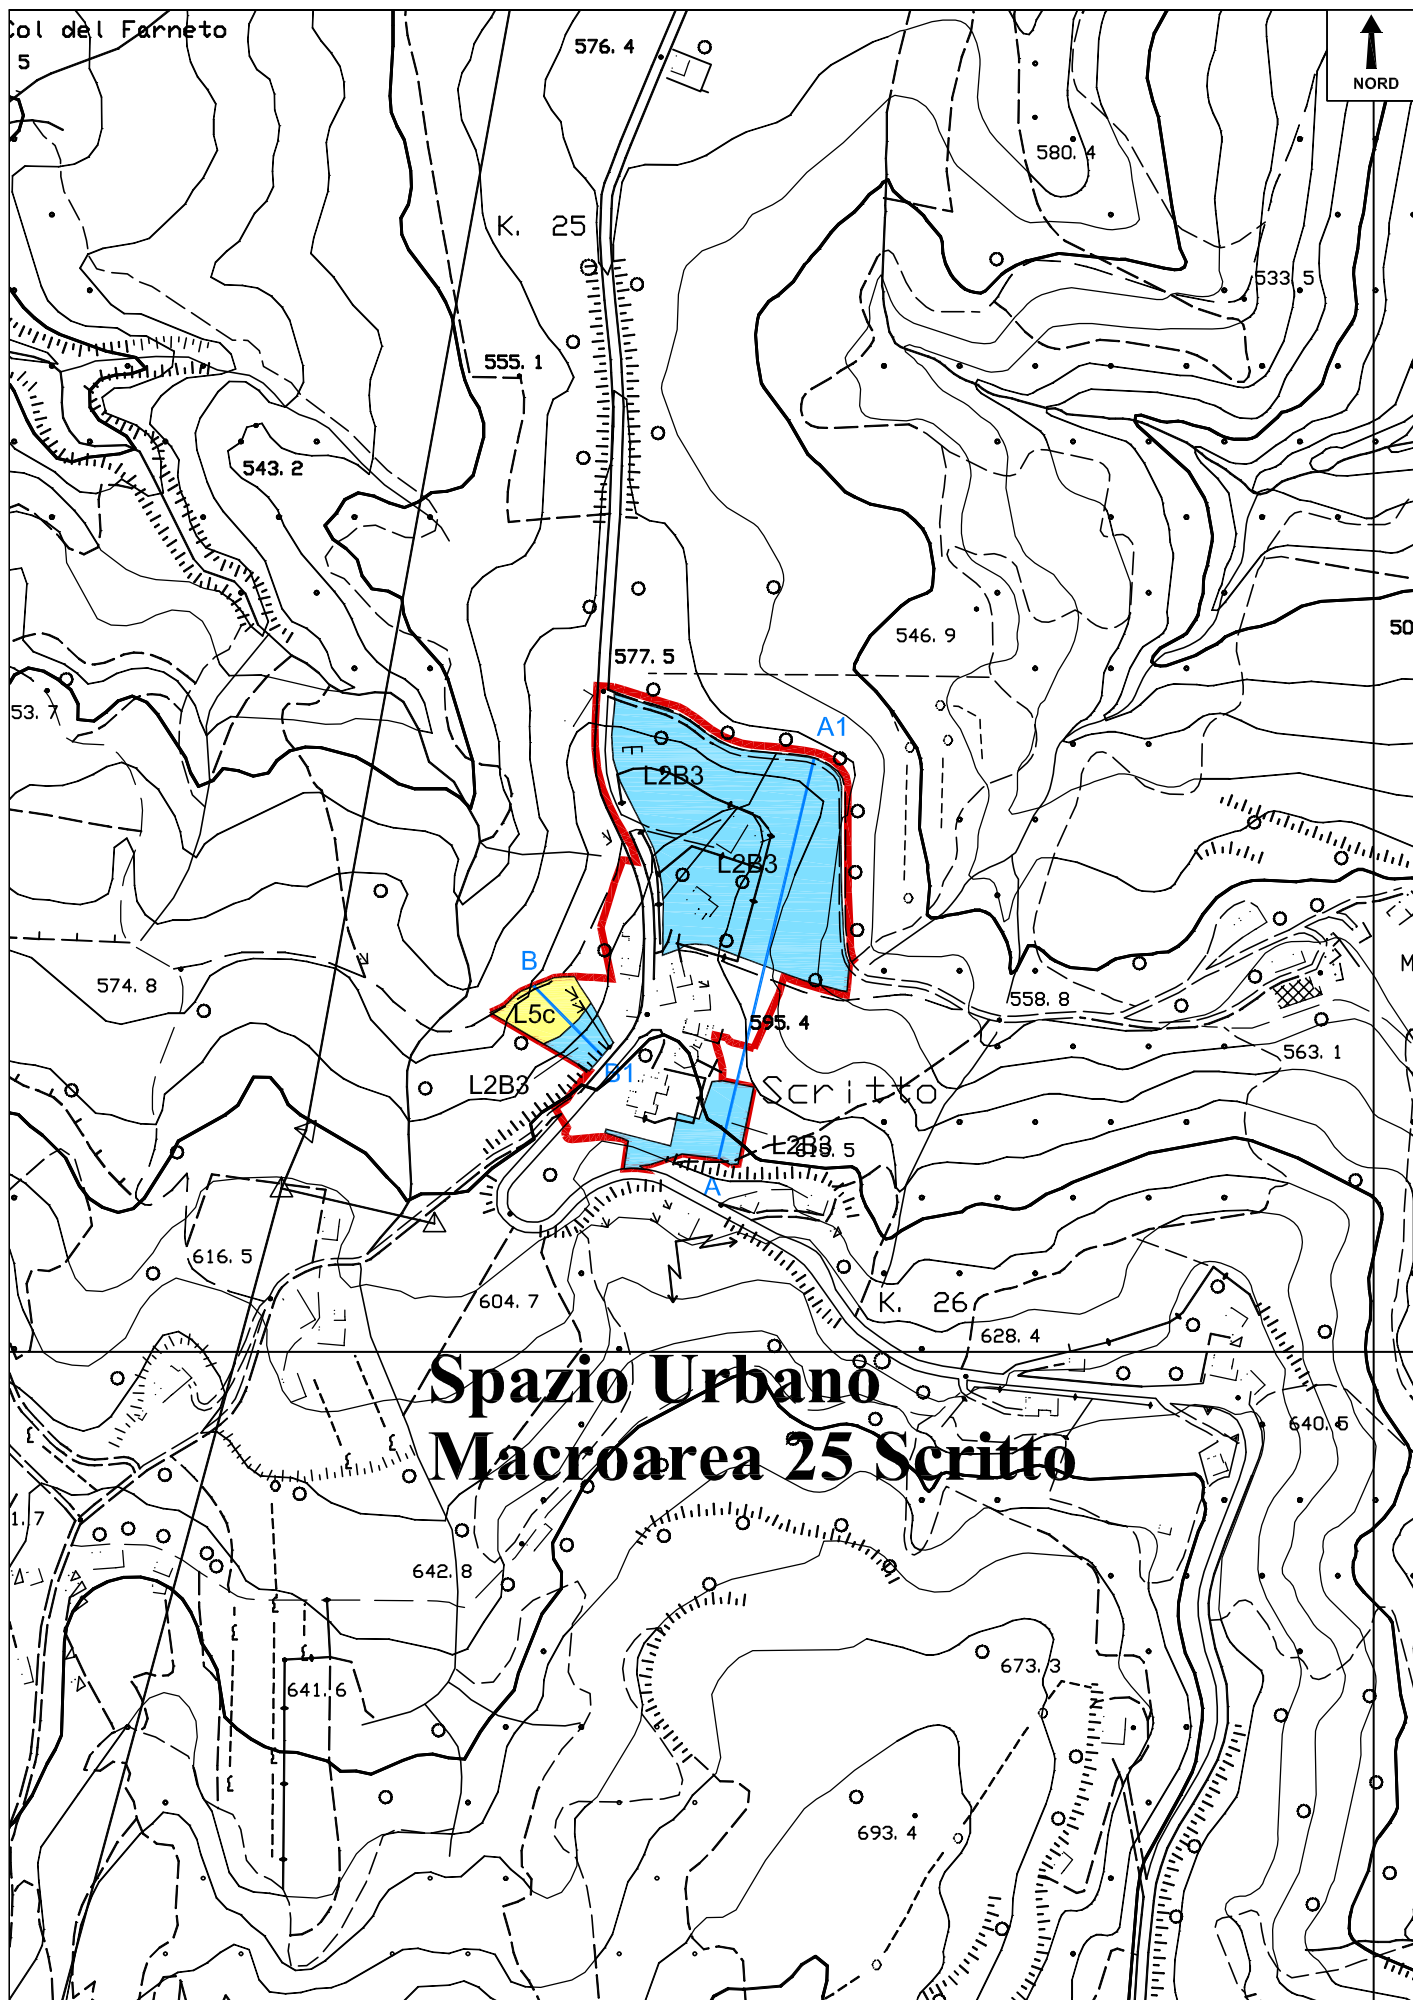 Col del Farneto
5
576. 4
NORD
580. 4
K. 25
533. 5
555. 1
543. 2
50
546. 9
577. 5
53. 7
A1
L2B3
L2B3
B
574. 8
M
558. 8
L5c
595. 4
563. 1
B1
L2B3
Scritto
L2B3
A
616. 5
604. 7
K. 26
628. 4
Spazio Urbano
640. 5
Macroarea 25 Scritto
1. 7
642. 8
673. 3
641. 6
693. 4